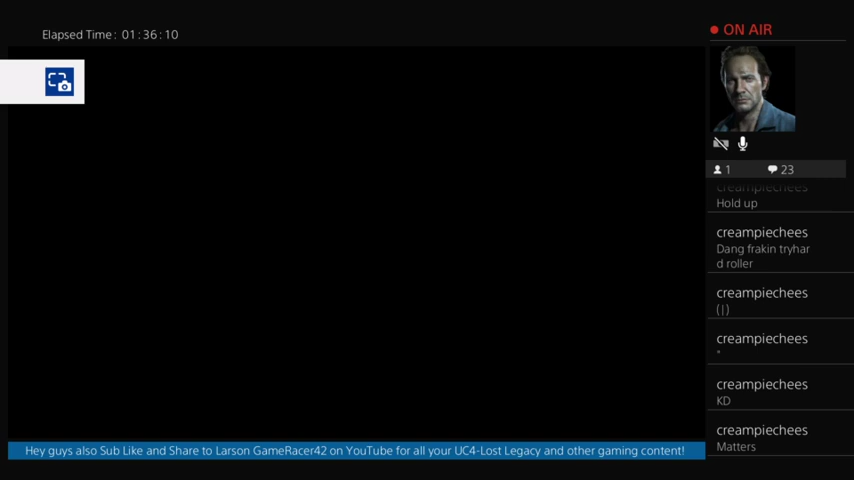 Elapsed Time: 01:36:10
ON AIR
1 23
creampiechees
Hold up
creampiechees
Dang frakin tryhar
d roller
creampiechees
(|)
creampiechees
*
creampiechees
KD
creampiechees
Matters
Hey guys also Sub Like and Share to Larson GameRacer42 on YouTube for all your UC4-Lost Legacy and other gaming content!